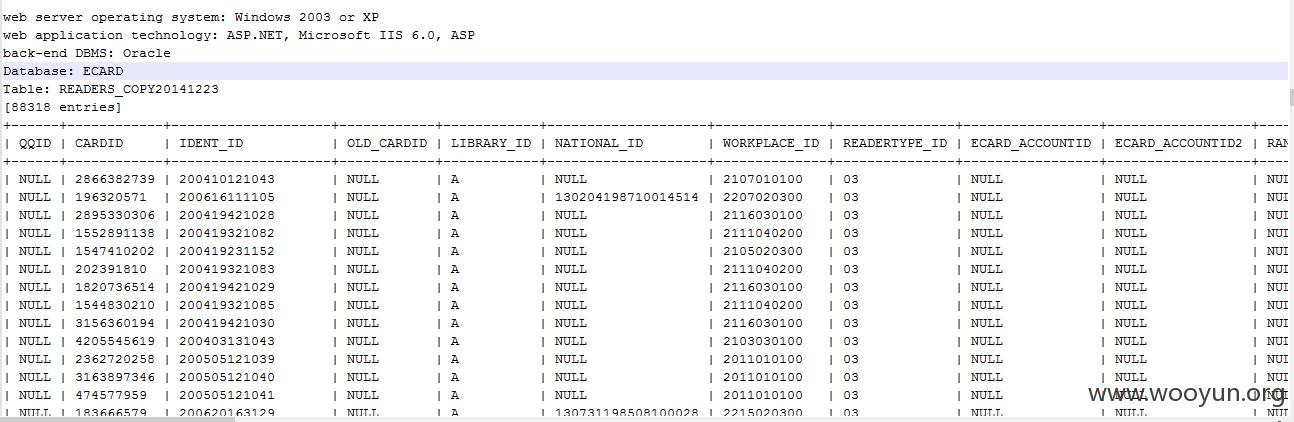 web server operating system: Windows 2003 or XP
web application technology: ASP.NET, Microsoft IIS 6.0, ASP
back-end DBMS: Oracle
Database: ECARD
Table: READERS_COPY20141223
[88318 entries]
| QQID | CARDID | IDENT_ID | OLD_CARDID | LIBRARY_ID | NATIONAL_ID | WORKPLACE_ID | READERTYPE_ID | ECARD_ACCOUNTID | ECARD_ACCOUNTID2 | RAN
| NULL | 2866382739 | 200410121043 | NULL | A | NULL | 2107010100 | 03 | NULL | NULL | NUL
| NULL | 196320571 | 200616111105 | NULL | A | 130204198710014514 | 2207020300 | 03 | NULL | NULL | NUL
| NULL | 2895330306 | 200419421028 | NULL | A | NULL | 2116030100 | 03 | NULL | NULL | NUL
| NULL | 1552891138 | 200419321082 | NULL | A | NULL | 2111040200 | 03 | NULL | NULL | NUL
| NULL | 1547410202 | 200419231152 | NULL | A | NULL | 2105020300 | 03 | NULL | NULL | NUL
| NULL | 202391810 | 200419321083 | NULL | A | NULL | 2111040200 | 03 | NULL | NULL | NUL
| NULL | 1820736514 | 200419421029 | NULL | A | NULL | 2116030100 | 03 | NULL | NULL | NUL
| NULL | 1544830210 | 200419321085 | NULL | A | NULL | 2111040200 | 03 | NULL | NULL | NUL
| NULL | 3156360194 | 200419421030 | NULL | A | NULL | 2116030100 | 03 | NULL | NULL | NUL
| NULL | 4205545619 | 200403131043 | NULL | A | NULL | 2103030100 | 03 | NULL | NULL | NUL
| NULL | 2362720258 | 200505121039 | NULL | A | NULL | 2011010100 | 03 | NULL | NULL | NUL
| NULL | 3163897346 | 200505121040 | NULL | A | NULL | 2011010100 | 03 | NULL | NULL | NUL
| NULL | 474577959 | 200505121041 | NULL | A | NULL | 2011010100 | 03 | NULL | NULL | NUL
| NULL | 183666579 | 200620163129 | NULL | A | 130731198508100028 | 2215020300 | 03 | NULL | NULL | NUL
www.wooyun.org